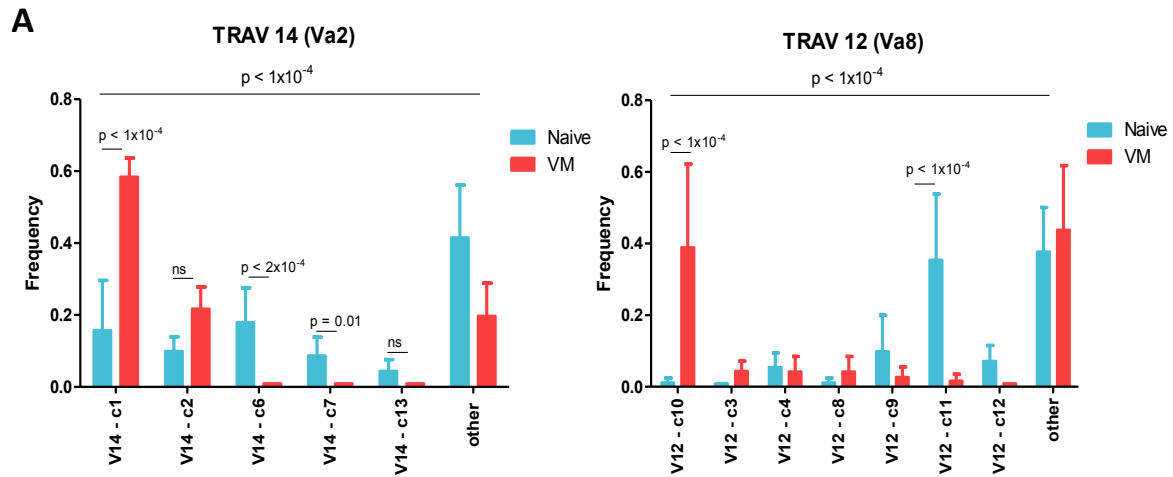 A
TRAV 14 (Va2)
p < 1x10⁻⁴
Frequency
0.8
0.6
0.4
0.2
0.0
p < 1x10⁻⁴
ns
p < 2x10⁻⁴
p = 0.01
ns
Naive
VM
V14 - c1
V14 - c2
V14 - c6
V14 - c7
V14 - c13
other
TRAV 12 (Va8)
p < 1x10⁻⁴
Frequency
0.8
0.6
0.4
0.2
0.0
p < 1x10⁻⁴
p < 1x10⁻⁴
Naive
VM
V12 - c10
V12 - c3
V12 - c4
V12 - c8
V12 - c9
V12 - c11
V12 - c12
other